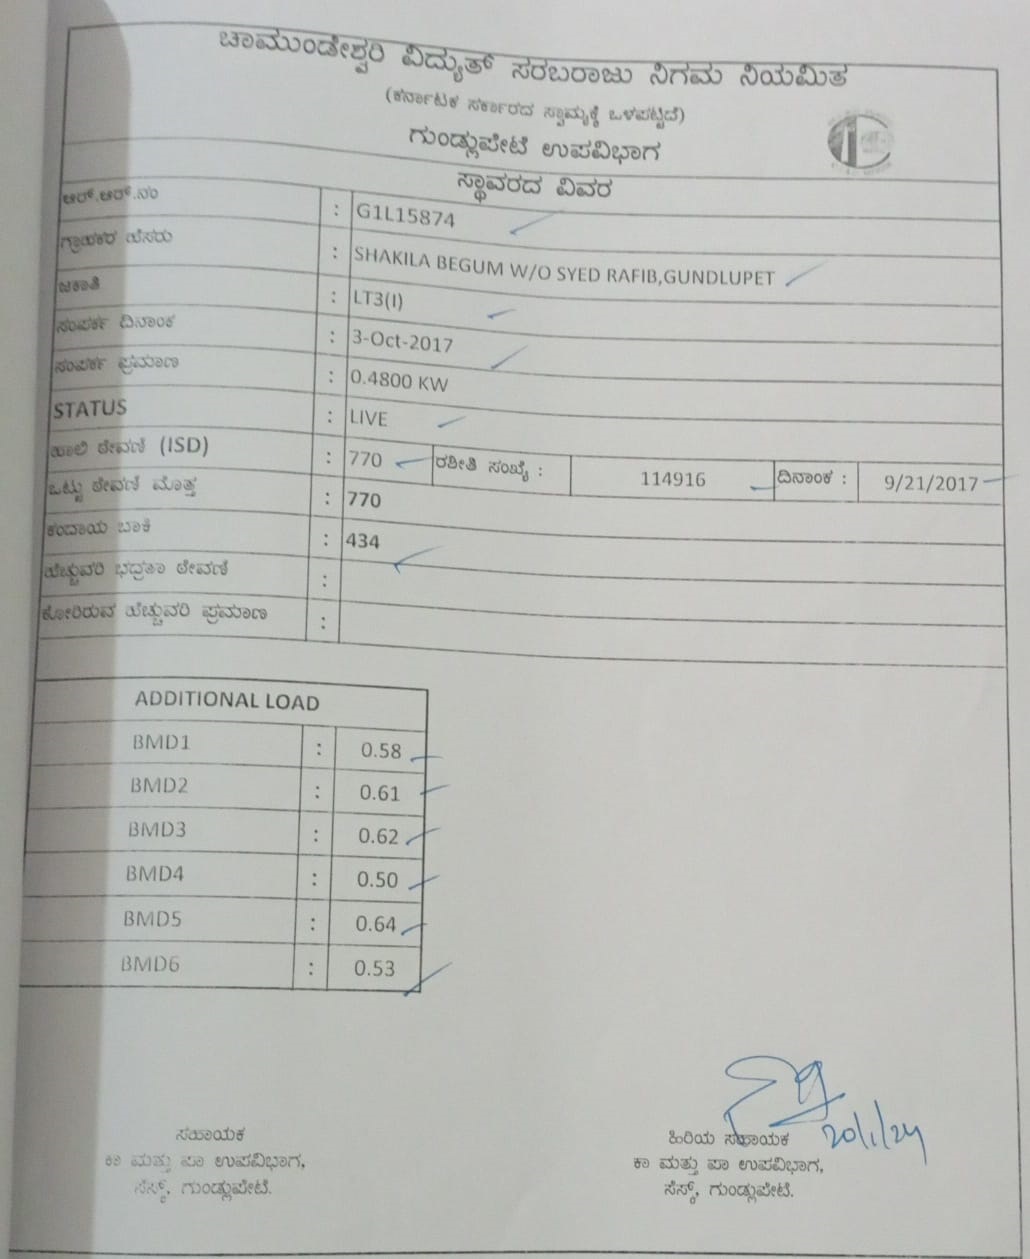 ಚಾಮುಂಡೇಶ್ವರಿ ವಿದ್ಯುತ್ ಸರಬರಾಜು ನಿಗಮ ನಿಯಮಿತ
(ಕರ್ನಾಟಕ ಸರ್ಕಾರದ ಸ್ವಾಮ್ಯಕ್ಕೆ ಒಳಪಟ್ಟಿದೆ)
ಗುಂಡ್ಲುಪೇಟೆ ಉಪವಿಭಾಗ
ಸ್ಥಾವರದ ವಿವರ
ಆರ್.ಆರ್.ನಂ : G1L15874
ಗ್ರಾಹಕರ ಹೆಸರು : SHAKILA BEGUM W/O SYED RAFIB,GUNDLUPET
ಜಕಾತಿ : LT3(I)
ಸಂಪರ್ಕ ದಿನಾಂಕ : 3-Oct-2017
ಸಂಪರ್ಕ ಪ್ರಮಾಣ : 0.4800 KW
STATUS : LIVE
ಹಾಲಿ ಠೇವಣಿ (ISD) : 770 ರಶೀತಿ ಸಂಖ್ಯೆ : 114916 ದಿನಾಂಕ : 9/21/2017
ಒಟ್ಟು ಠೇವಣಿ ಮೊತ್ತ : 770
ಕಂದಾಯ ಬಾಕಿ : 434
ಹೆಚ್ಚುವರಿ ಭದ್ರತಾ ಠೇವಣಿ :
ಕೋರಿರುವ ಹೆಚ್ಚುವರಿ ಪ್ರಮಾಣ :
ADDITIONAL LOAD
BMD1 : 0.58
BMD2 : 0.61
BMD3 : 0.62
BMD4 : 0.50
BMD5 : 0.64
BMD6 : 0.53
20/1/24
ಸಹಾಯಕ
ಕಾ ಮತ್ತು ಪಾ ಉಪವಿಭಾಗ,
ಸೆಸ್ಕ್, ಗುಂಡ್ಲುಪೇಟೆ.
ಹಿರಿಯ ಸಹಾಯಕ
ಕಾ ಮತ್ತು ಪಾ ಉಪವಿಭಾಗ,
ಸೆಸ್ಕ್, ಗುಂಡ್ಲುಪೇಟೆ.